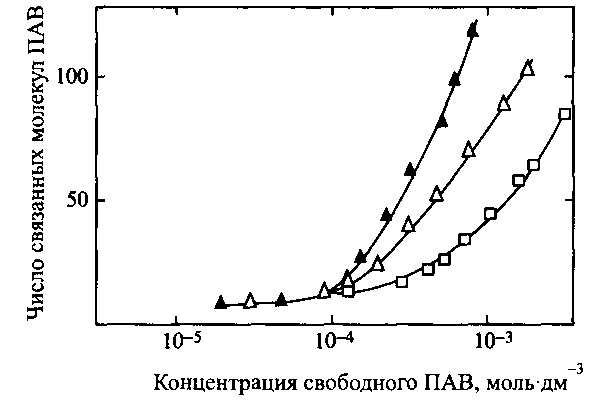 Число связанных молекул ПАВ
100
50
10⁻⁵ 10⁻⁴ 10⁻³
Концентрация свободного ПАВ, моль·дм⁻³